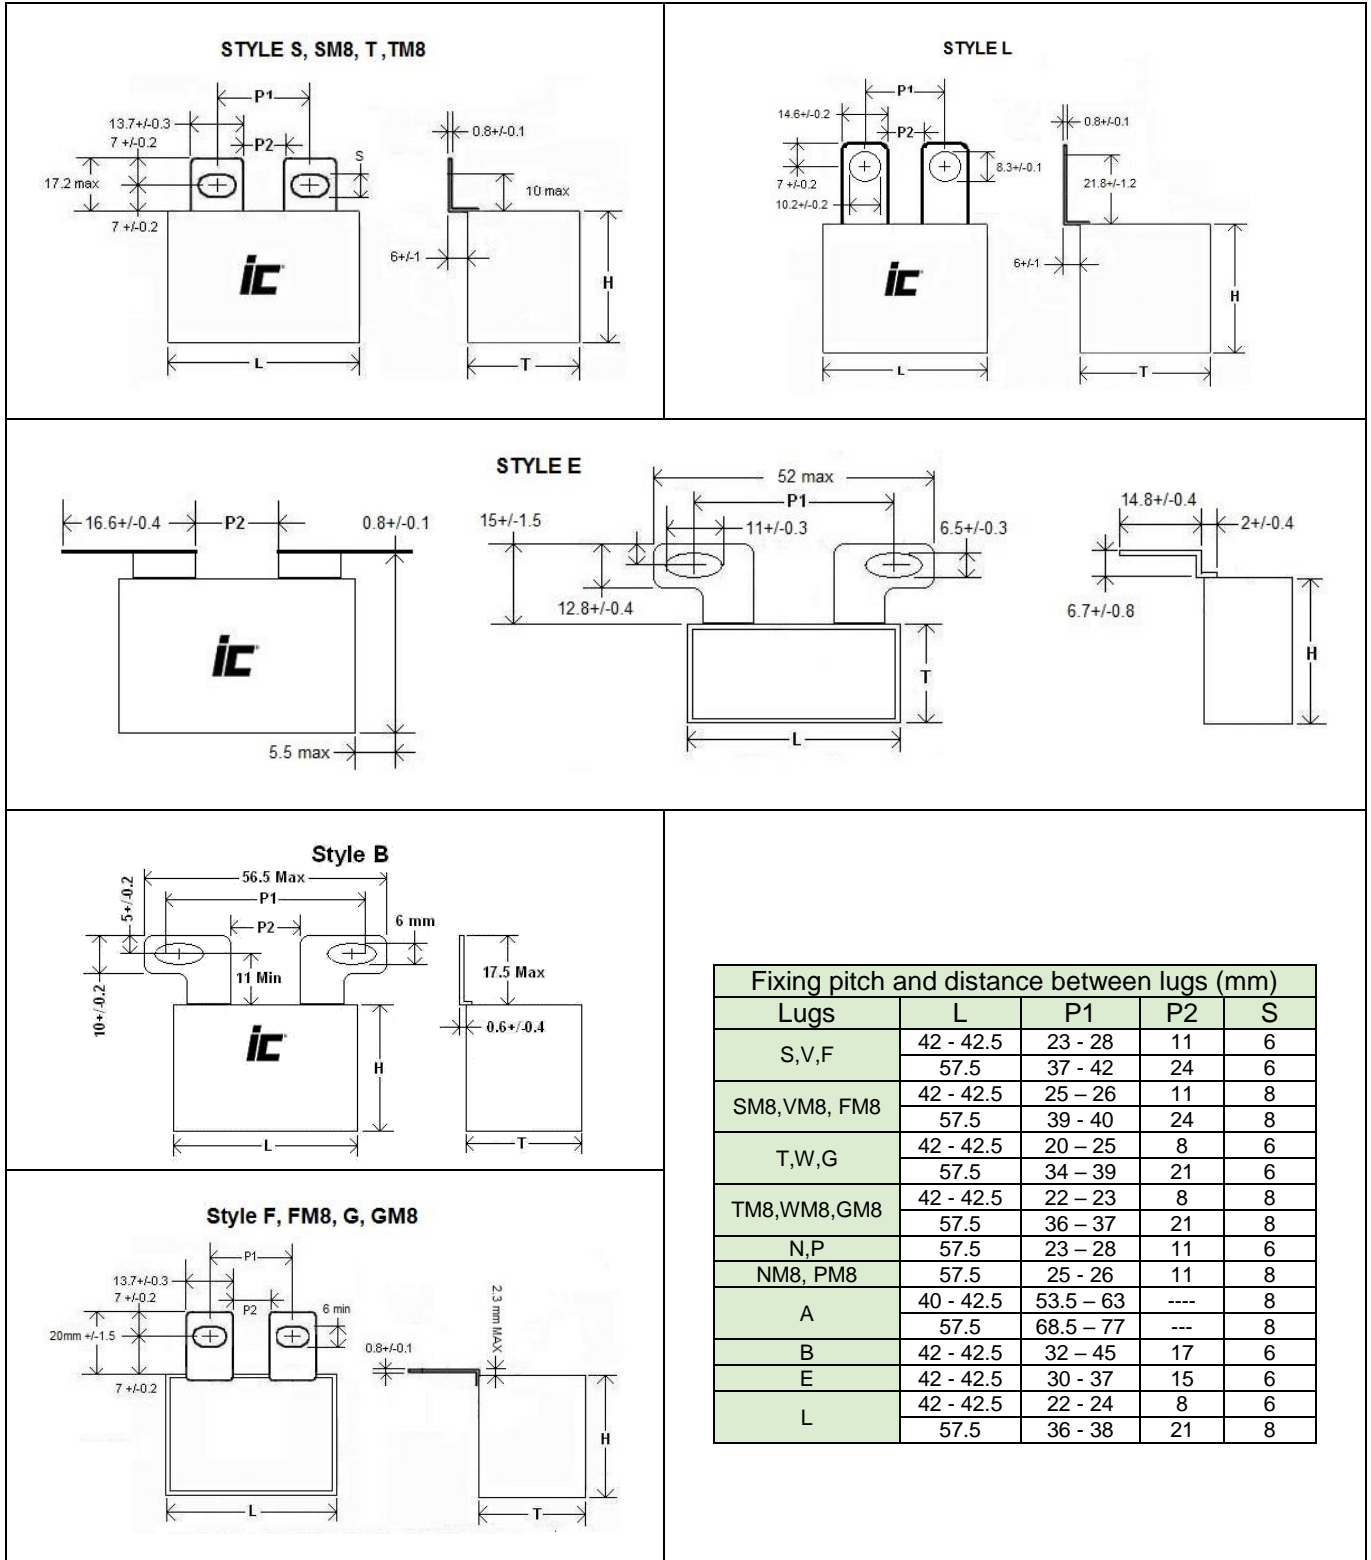 STYLE S, SM8, T ,TM8
P1
13.7+/-0.3
7 +/-0.2
P2
S
0.8+/-0.1
17.2 max
10 max
7 +/-0.2
6+/-1
ic
H
L
T
STYLE L
P1
14.6+/-0.2
P2
0.8+/-0.1
8.3+/-0.1
7 +/-0.2
21.8+/-1.2
10.2+/-0.2
6+/-1
ic
H
L
T
STYLE E
16.6+/-0.4
P2
0.8+/-0.1
ic
5.5 max
52 max
P1
15+/-1.5
11+/-0.3
6.5+/-0.3
12.8+/-0.4
T
L
14.8+/-0.4
2+/-0.4
6.7+/-0.8
H
Style B
56.5 Max
P1
5+/-0.2
P2
6 mm
11 Min
17.5 Max
10+/-0.2
0.6+/-0.4
ic
H
L
T
Style F, FM8, G, GM8
P1
13.7+/-0.3
7 +/-0.2
P2
6 min
20mm +/-1.5
7 +/-0.2
2.3 mm MAX
0.8+/-0.1
H
L
T
Fixing pitch and distance between lugs (mm)
Lugs L P1 P2 S
S,V,F 42 - 42.5 23 - 28 11 6
57.5 37 - 42 24 6
SM8,VM8, FM8 42 - 42.5 25 – 26 11 8
57.5 39 - 40 24 8
T,W,G 42 - 42.5 20 – 25 8 6
57.5 34 – 39 21 6
TM8,WM8,GM8 42 - 42.5 22 – 23 8 8
57.5 36 – 37 21 8
N,P 57.5 23 – 28 11 6
NM8, PM8 57.5 25 - 26 11 8
A 40 - 42.5 53.5 – 63 ---- 8
57.5 68.5 – 77 --- 8
B 42 - 42.5 32 – 45 17 6
E 42 - 42.5 30 - 37 15 6
L 42 - 42.5 22 - 24 8 6
57.5 36 - 38 21 8